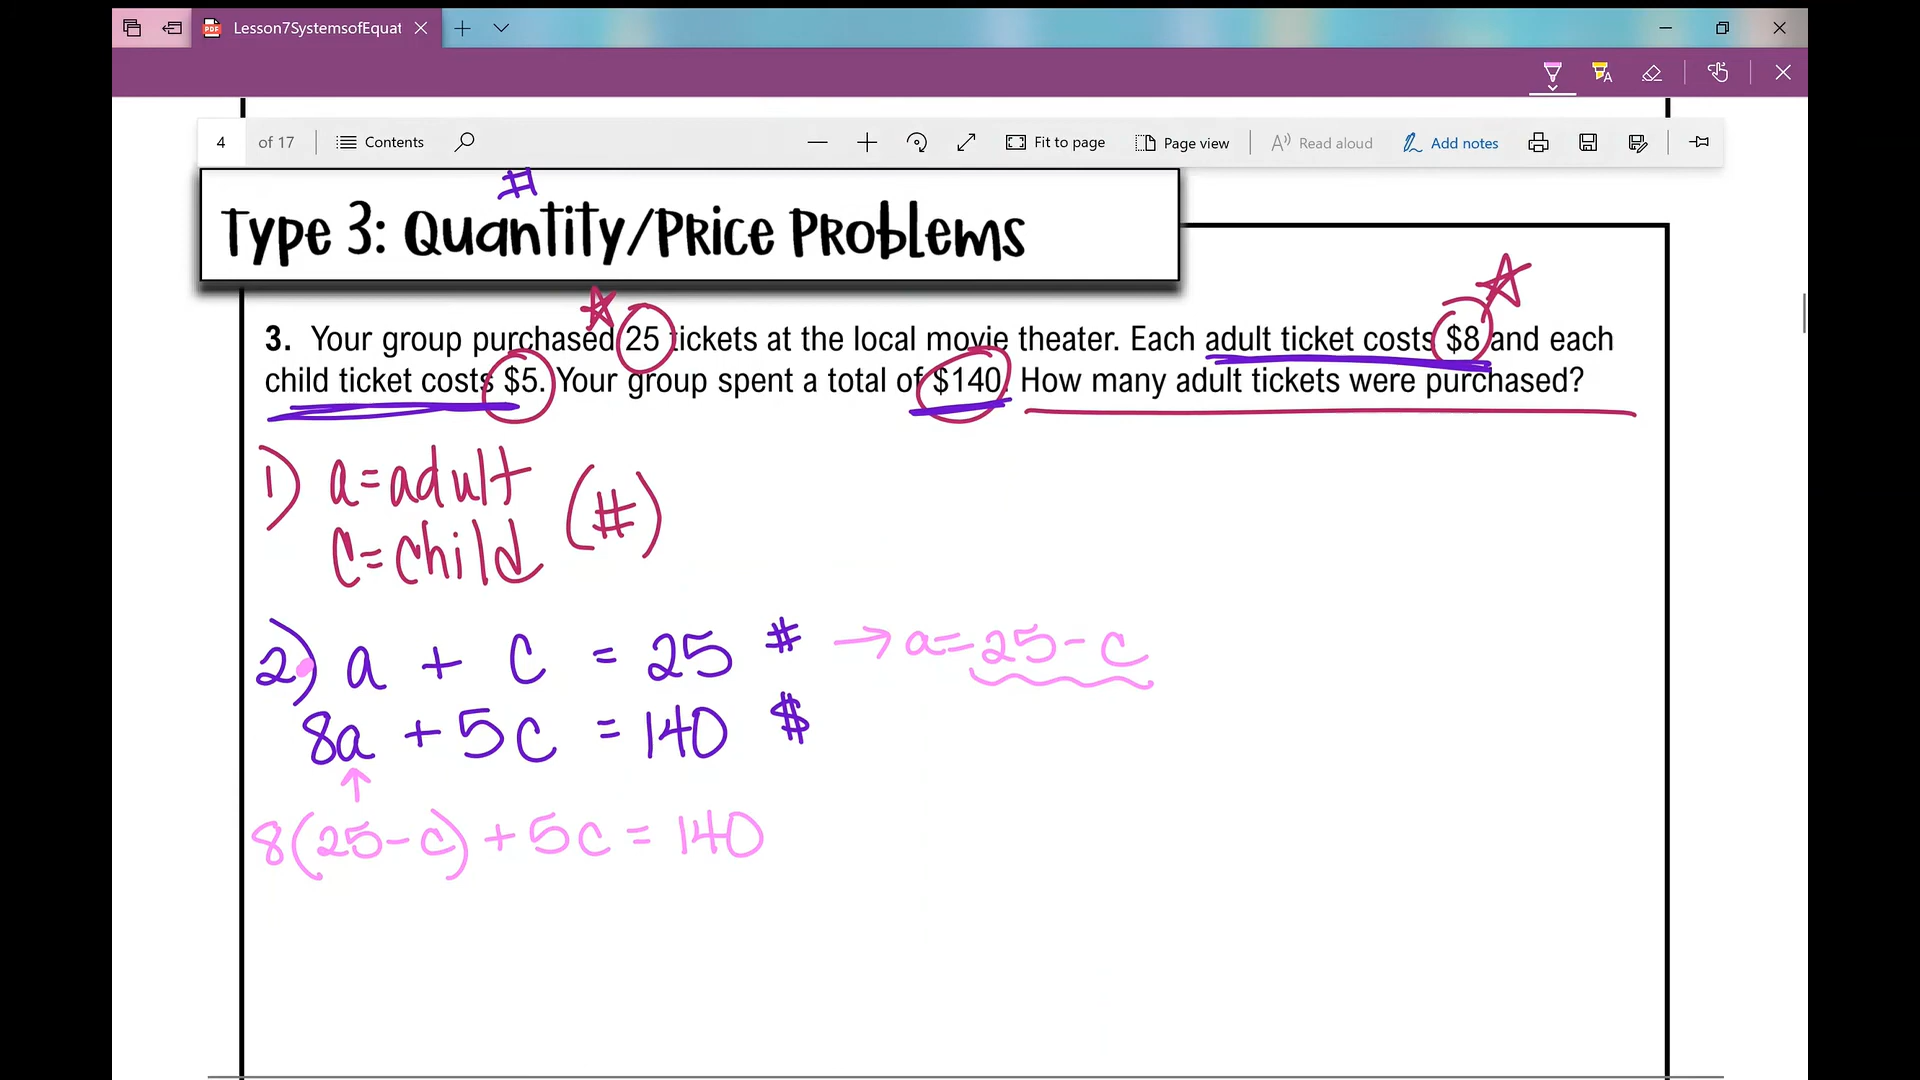 Lesson7SystemsofEquat
4 of 17 Contents Fit to page Page view Read aloud Add notes
#
Type 3: Quantity/Price Problems
3. Your group purchased 25 tickets at the local movie theater. Each adult ticket costs $8 and each
child ticket costs $5. Your group spent a total of $140. How many adult tickets were purchased?
1) a=adult
c=child (#)
2) a + c = 25 # → a=25-c
8a + 5c = 140 $
8(25-c) + 5c = 140